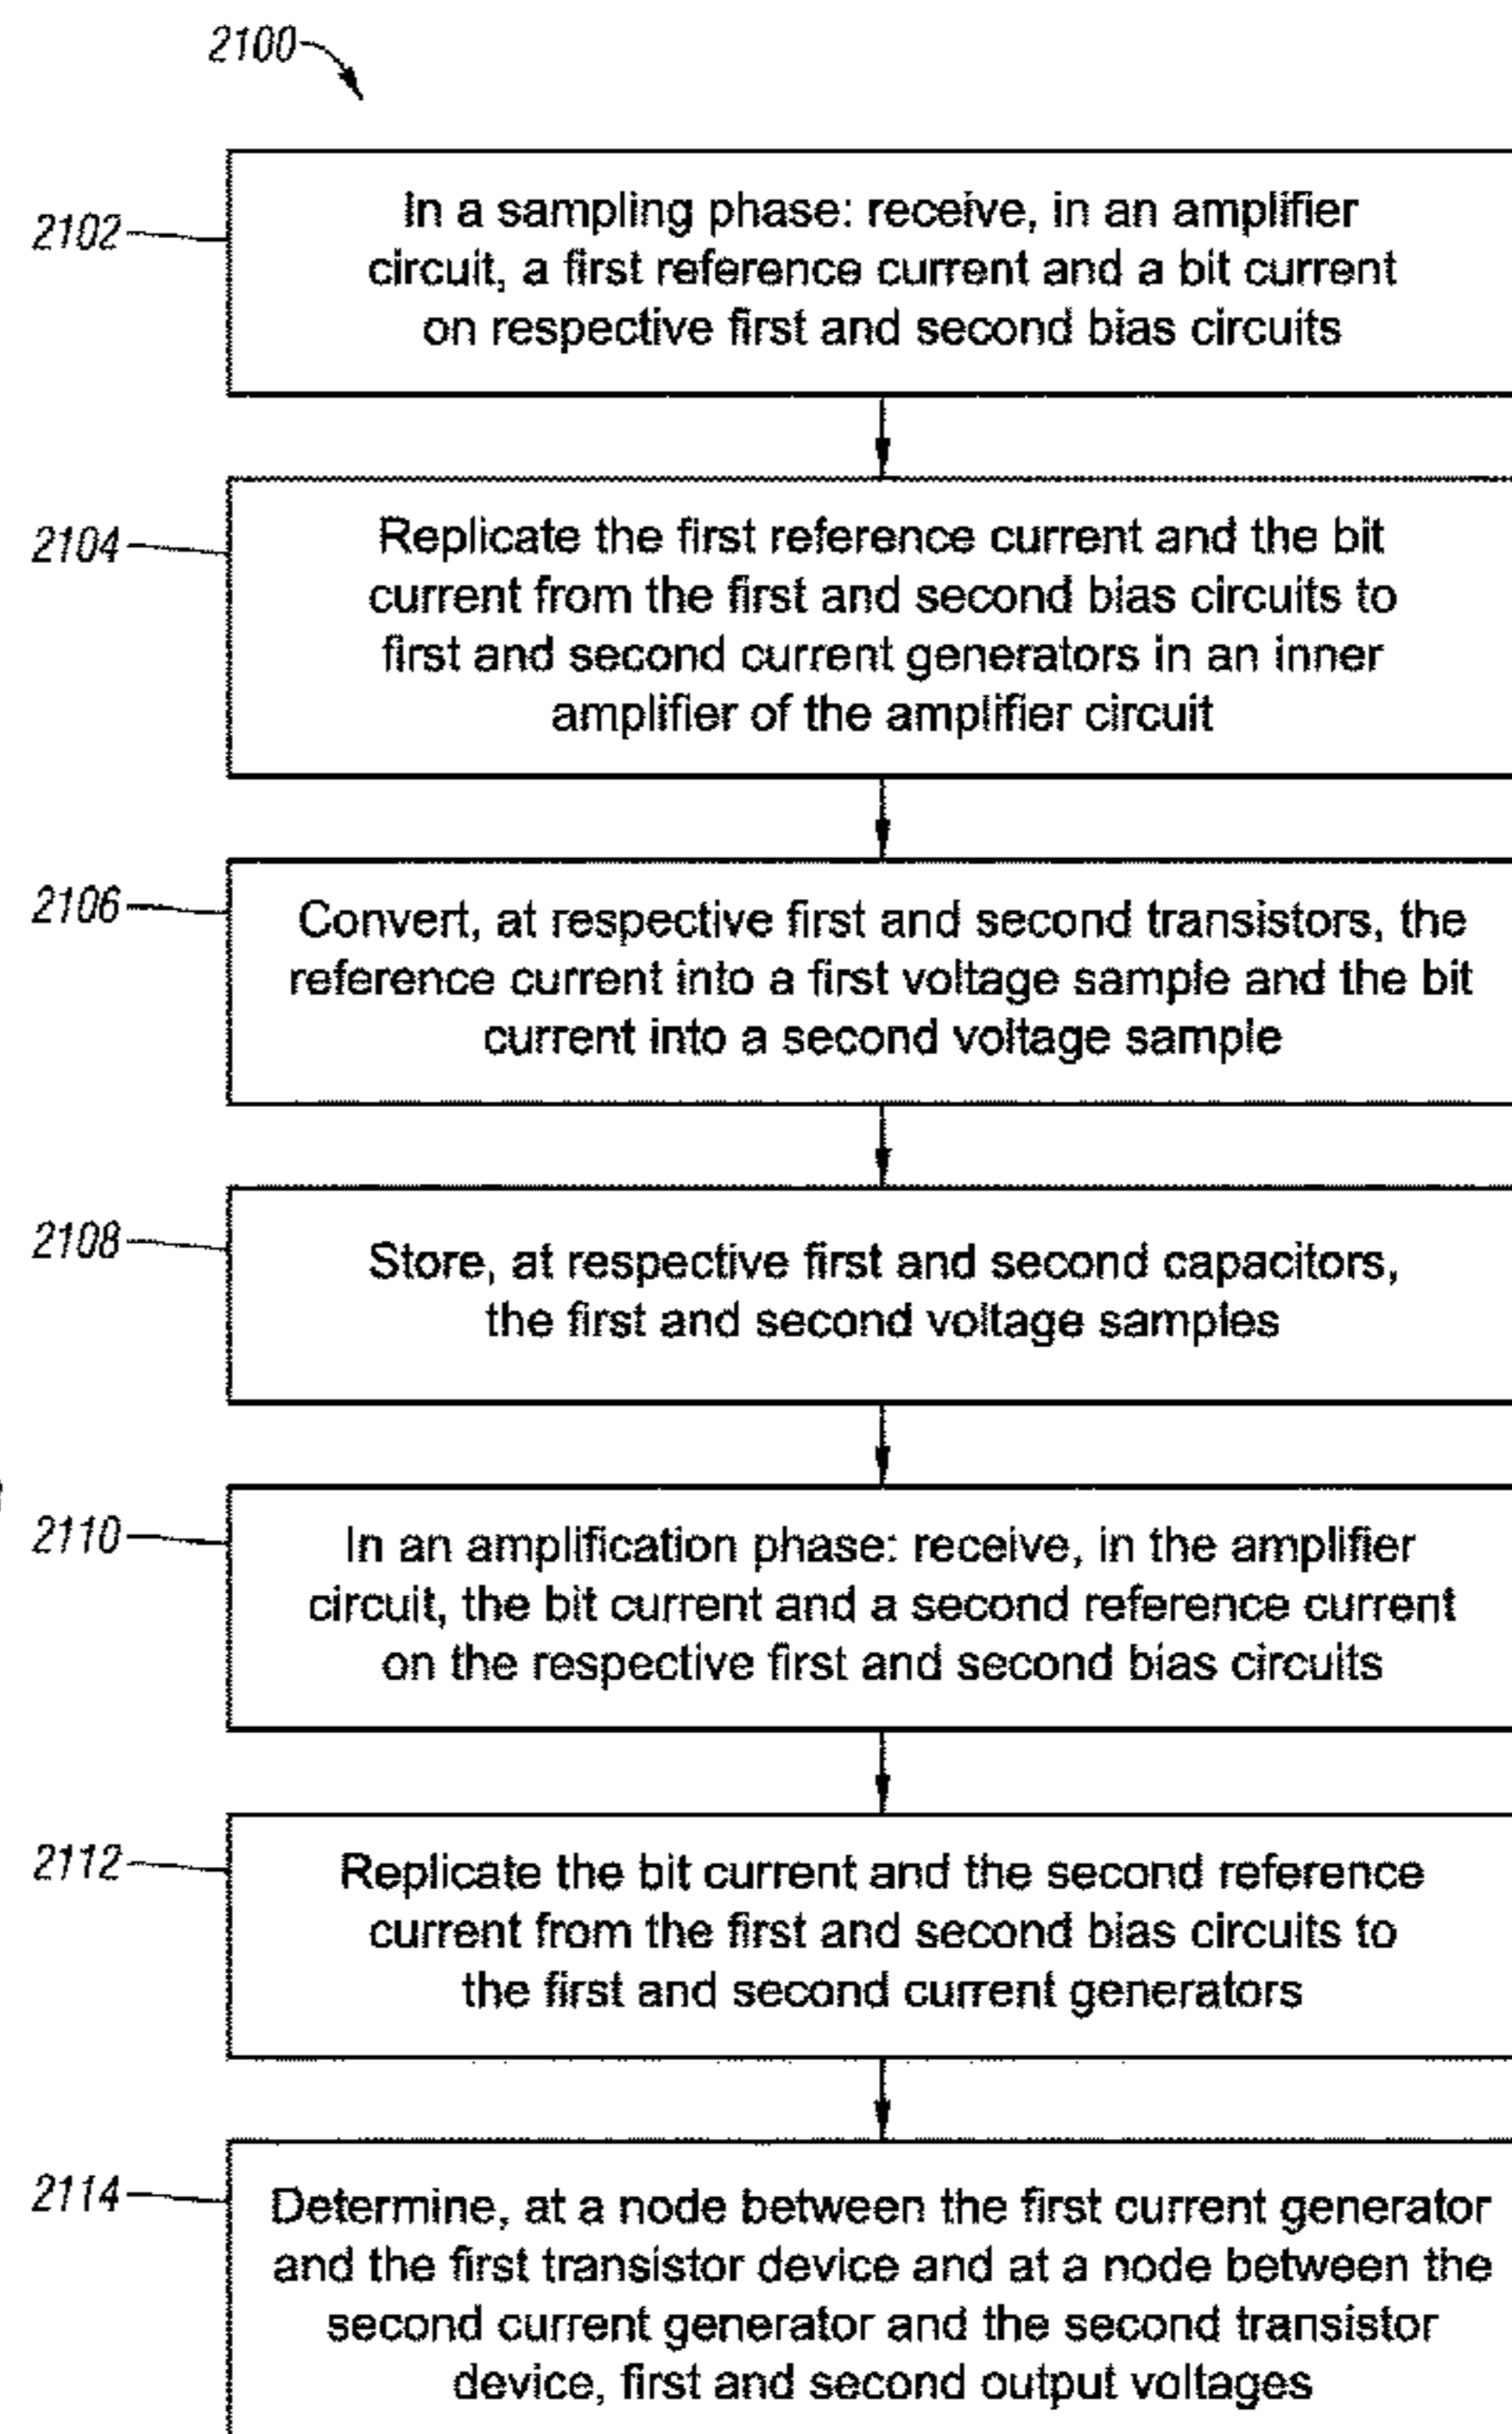 2100
2102
In a sampling phase: receive, in an amplifier
circuit, a first reference current and a bit current
on respective first and second bias circuits
2104
Replicate the first reference current and the bit
current from the first and second bias circuits to
first and second current generators in an inner
amplifier of the amplifier circuit
2106
Convert, at respective first and second transistors, the
reference current into a first voltage sample and the bit
current into a second voltage sample
2108
Store, at respective first and second capacitors,
the first and second voltage samples
2110
In an amplification phase: receive, in the amplifier
circuit, the bit current and a second reference current
on the respective first and second bias circuits
2112
Replicate the bit current and the second reference
current from the first and second bias circuits to
the first and second current generators
2114
Determine, at a node between the first current generator
and the first transistor device and at a node between the
second current generator and the second transistor
device, first and second output voltages